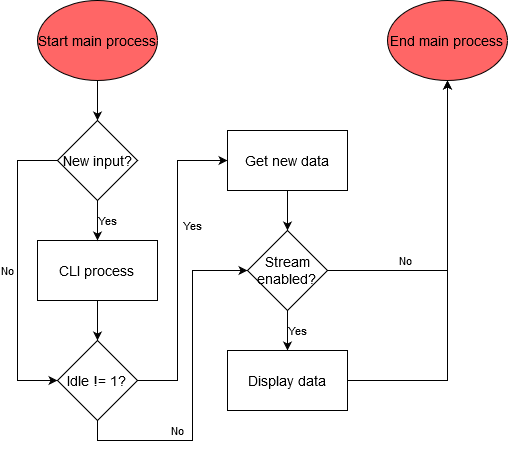 Start main process
End main process
New input?
Yes
No
CLI process
Idle != 1?
Yes
No
Get new data
Stream
enabled?
No
Yes
Display data